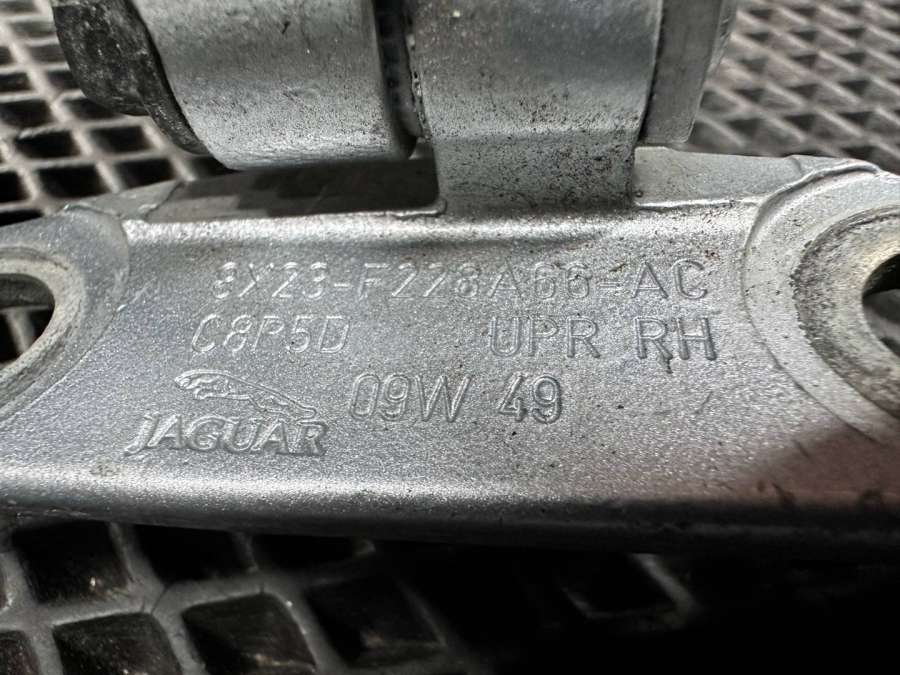 8X23-F228A66-AC
C8P5D UPR RH
JAGUAR 09W 49